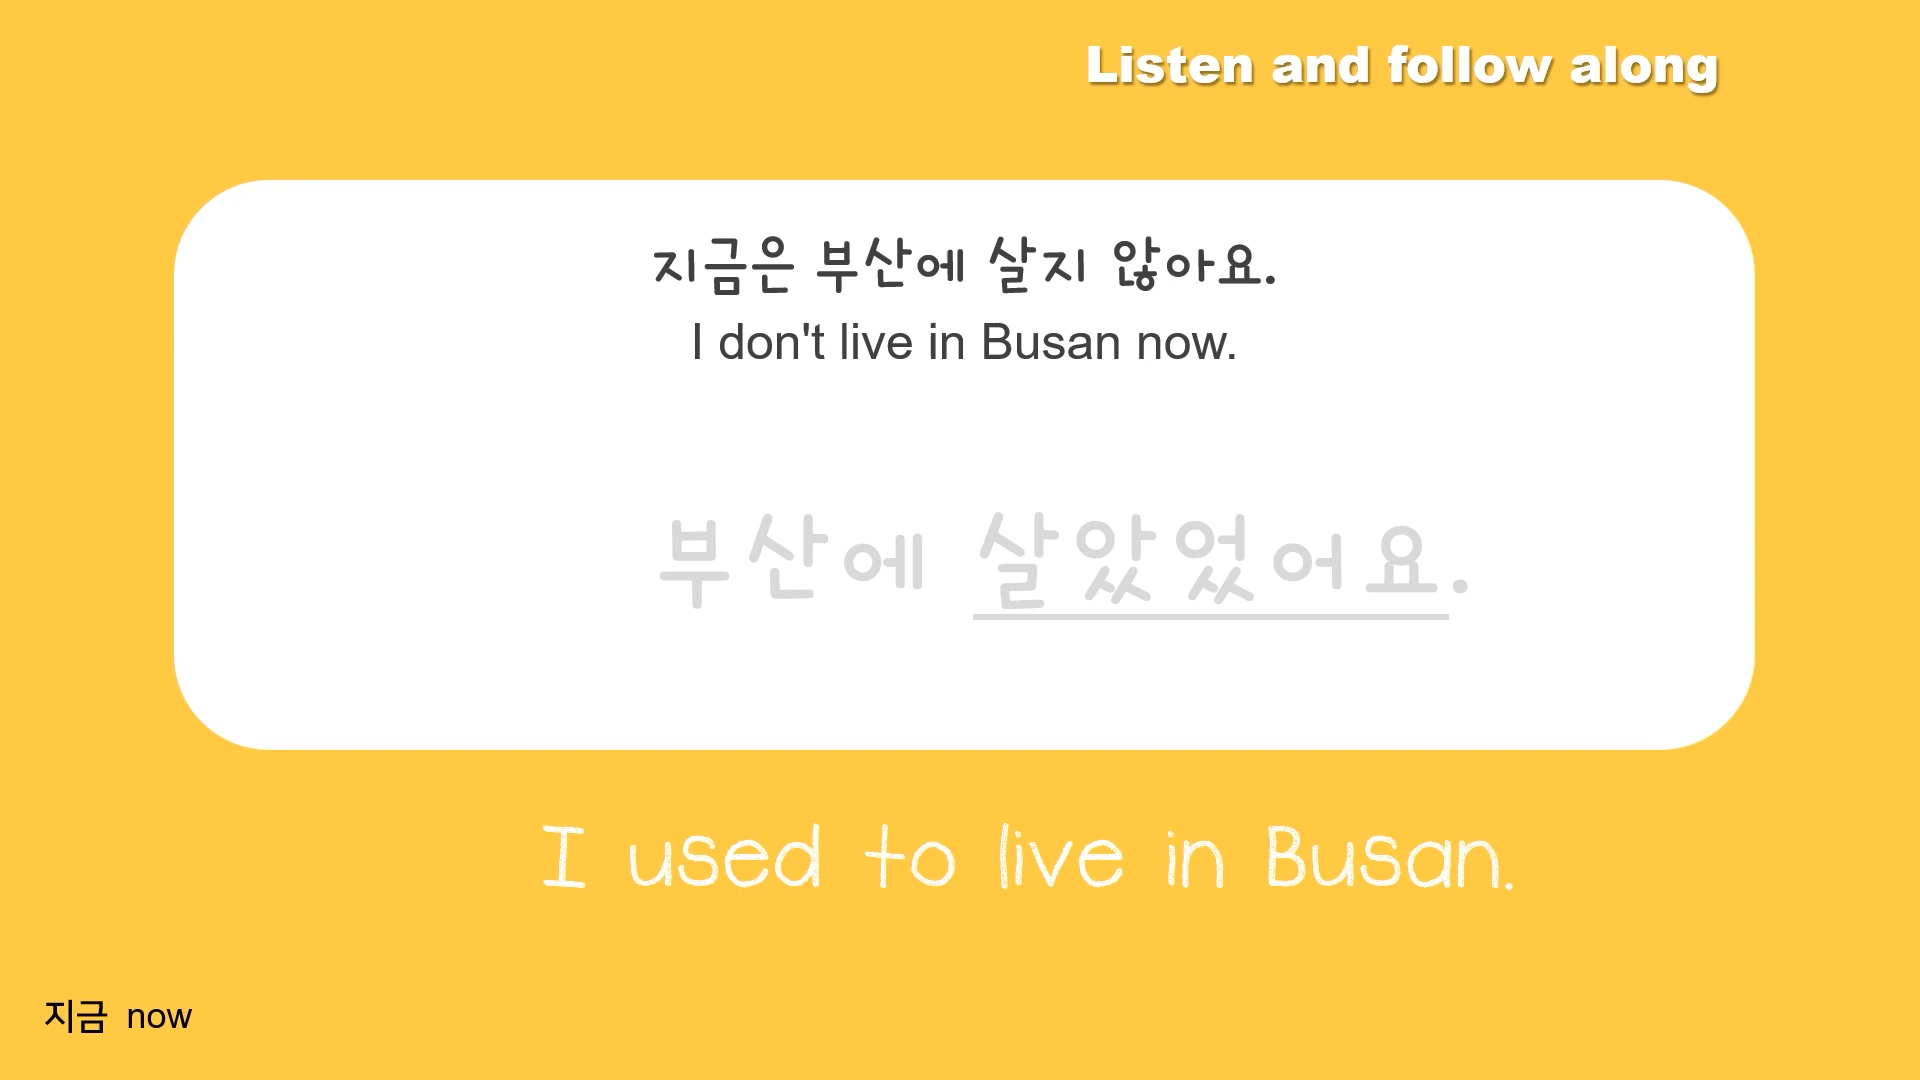 Listen and follow along
지금은 부산에 살지 않아요.
I don't live in Busan now.
부산에 살았었어요.
I used to live in Busan.
지금 now